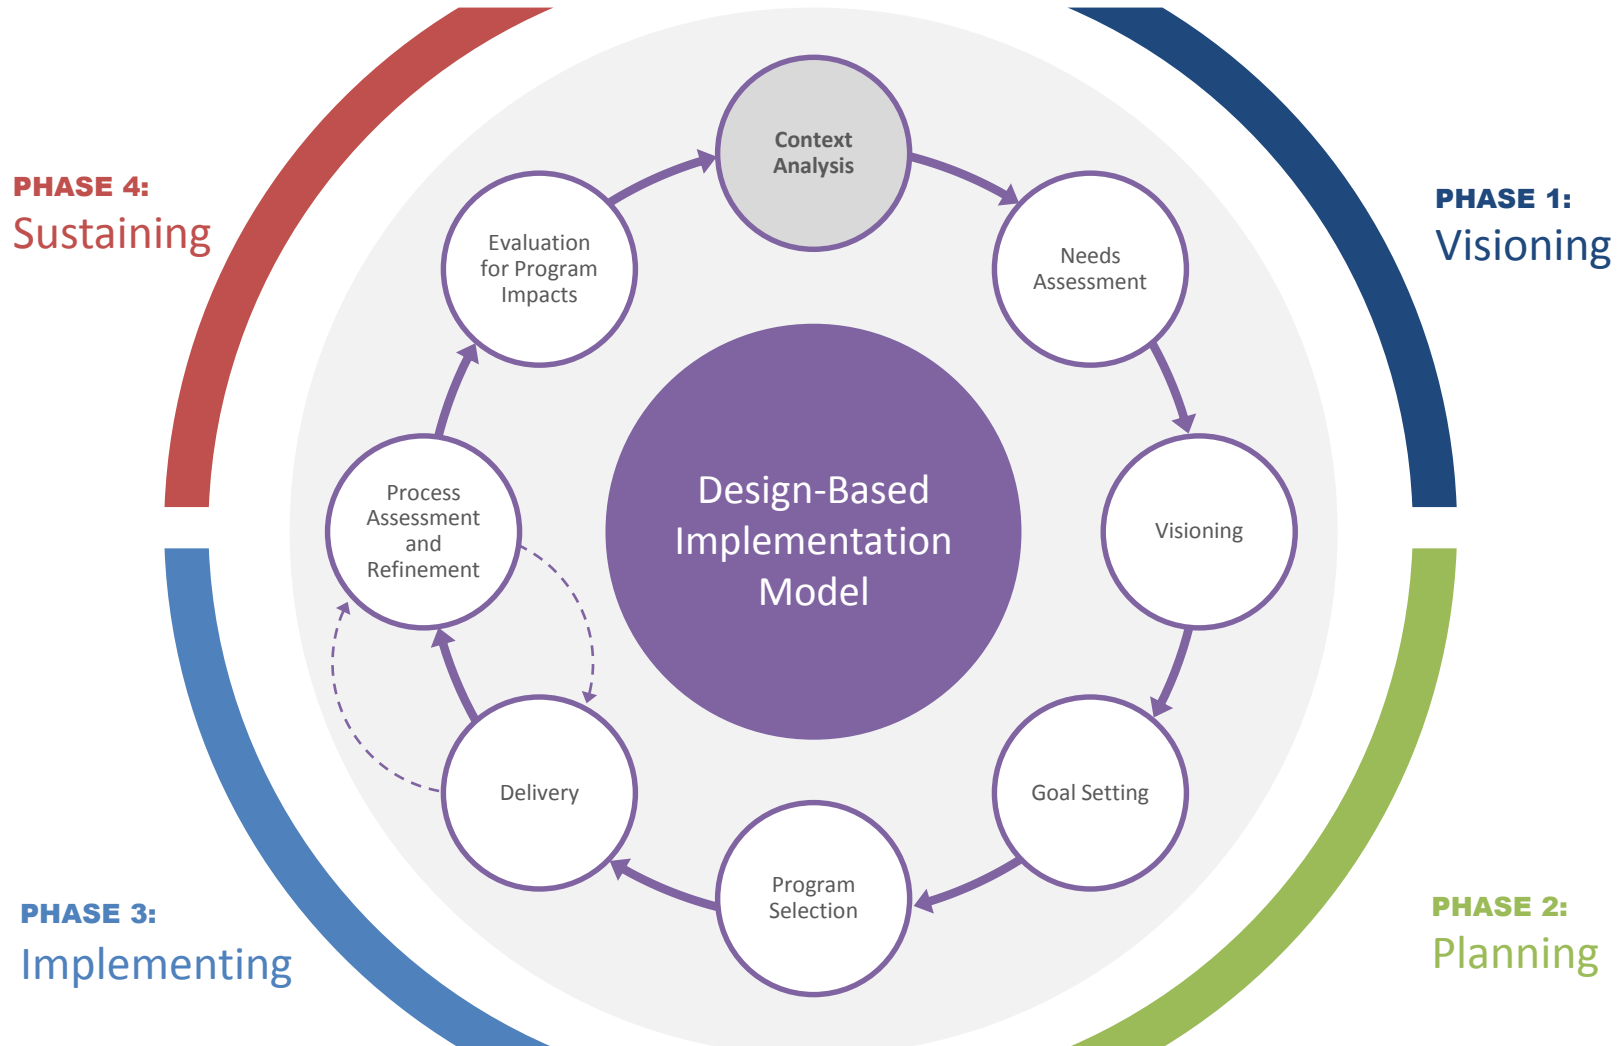 Context
Analysis
Needs
Assessment
Visioning
Goal Setting
Program
Selection
Delivery
Process
Assessment
and
Refinement
Evaluation
for Program
Impacts
Design-Based
Implementation
Model
PHASE 1:
Visioning
PHASE 2:
Planning
PHASE 3:
Implementing
PHASE 4:
Sustaining